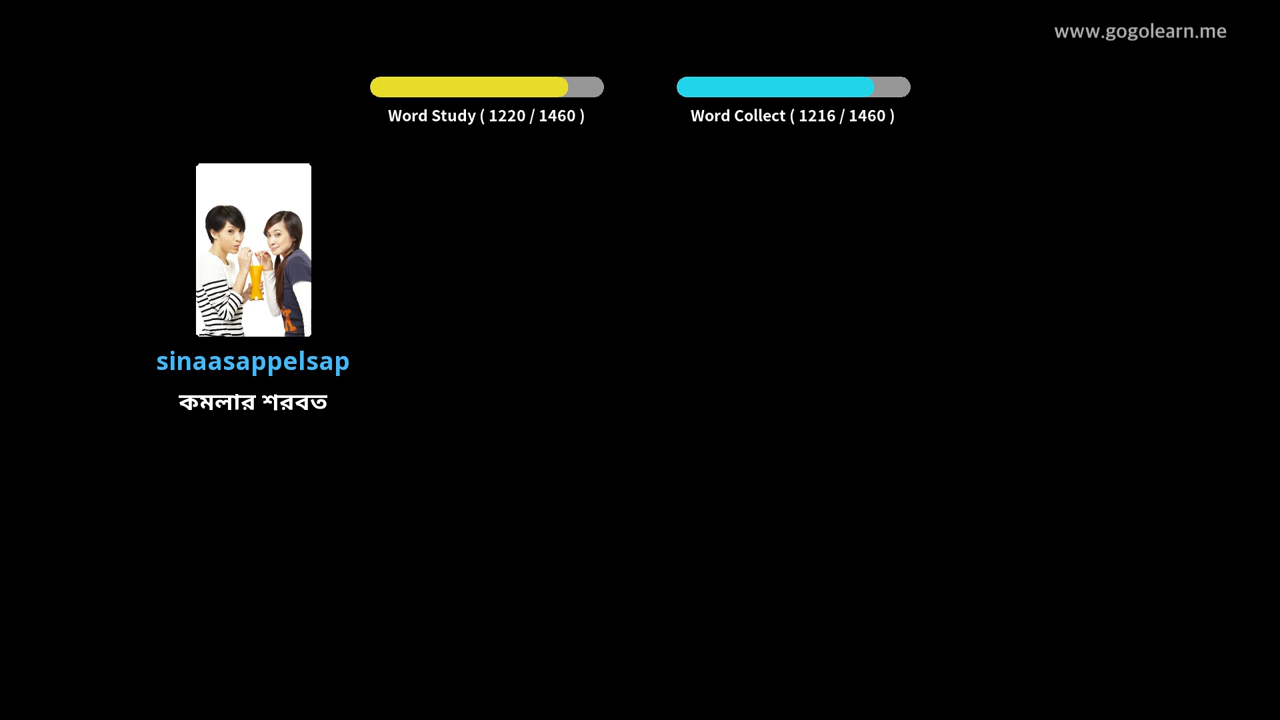 www.gogolearn.me
Word Study ( 1220 / 1460 )
Word Collect ( 1216 / 1460 )
sinaasappelsap
কমলার শরবত